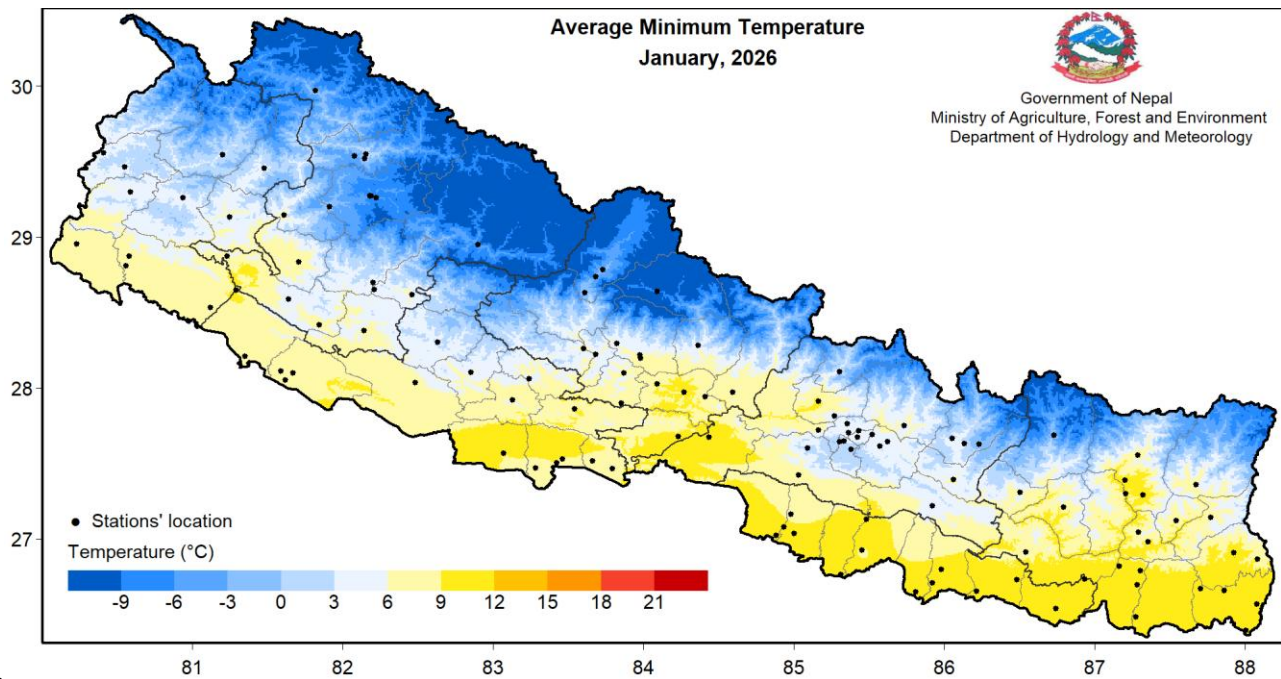 Average Minimum Temperature
January, 2026
Government of Nepal
Ministry of Agriculture, Forest and Environment
Department of Hydrology and Meteorology
30
29
28
27
Stations' location
Temperature (°C)
-9 -6 -3 0 3 6 9 12 15 18 21
81 82 83 84 85 86 87 88